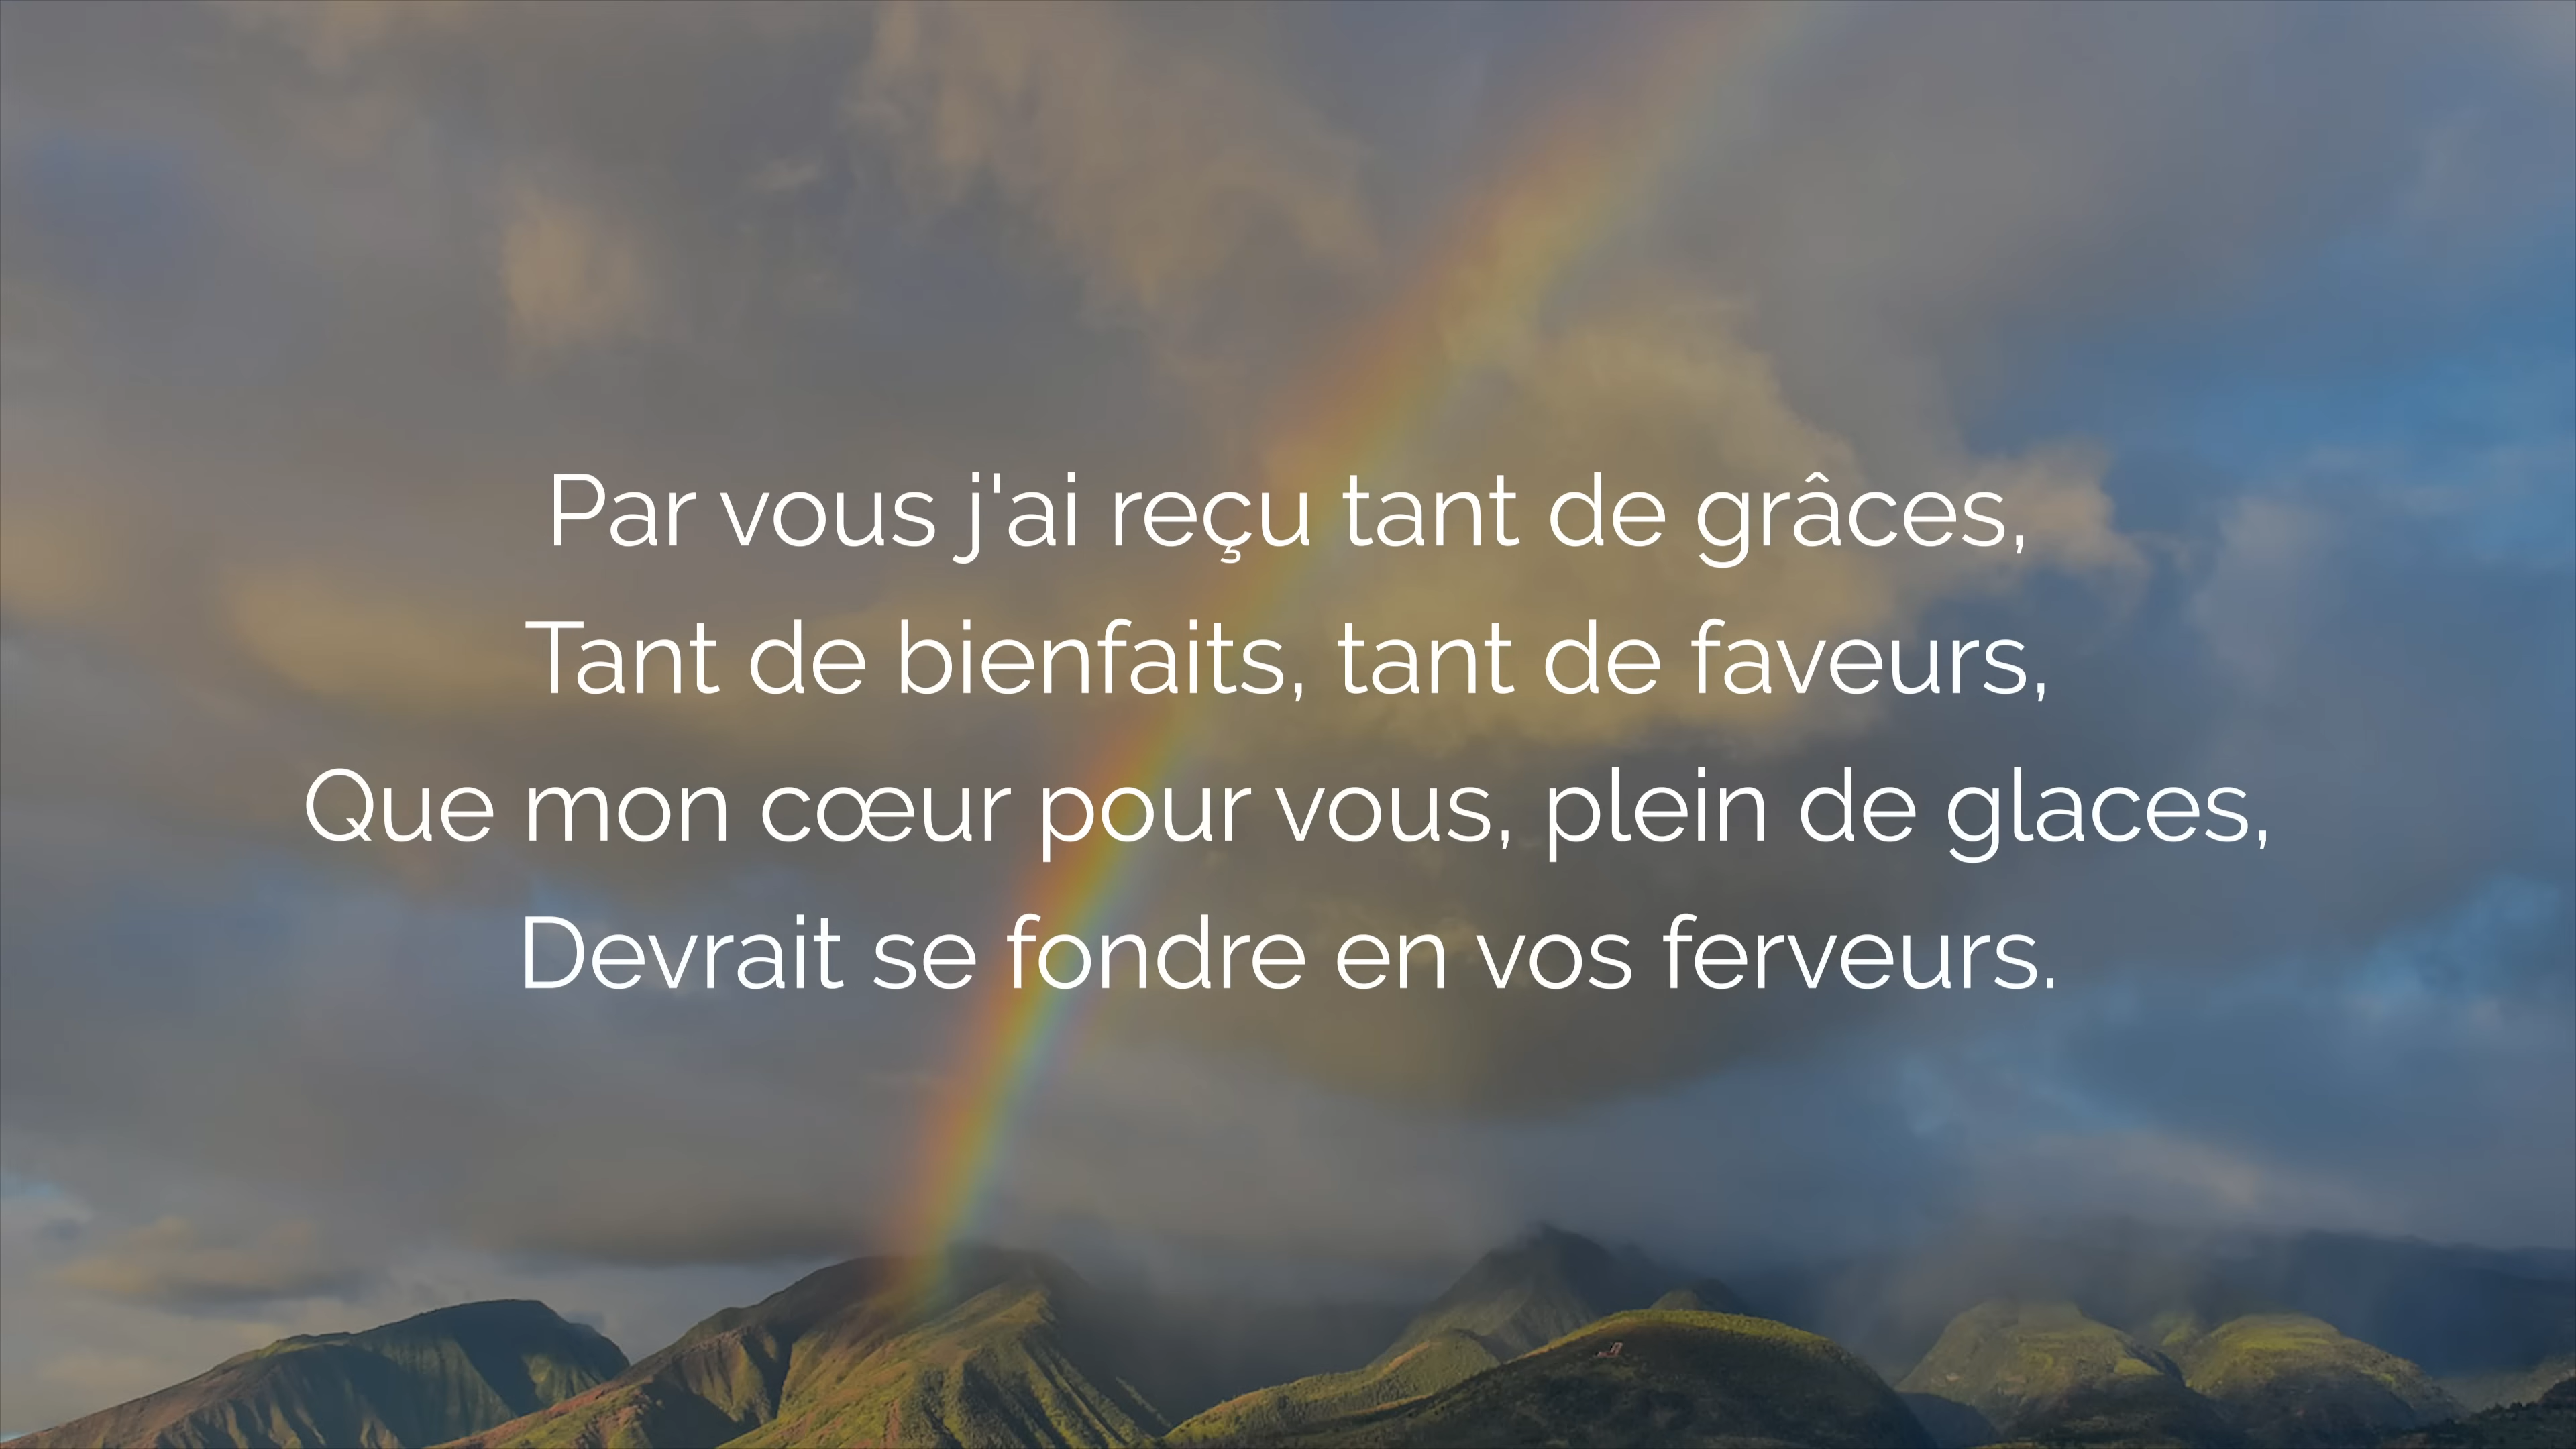 Par vous j'ai reçu tant de grâces,
Tant de bienfaits, tant de faveurs,
Que mon cœur pour vous, plein de glaces,
Devrait se fondre en vos ferveurs.